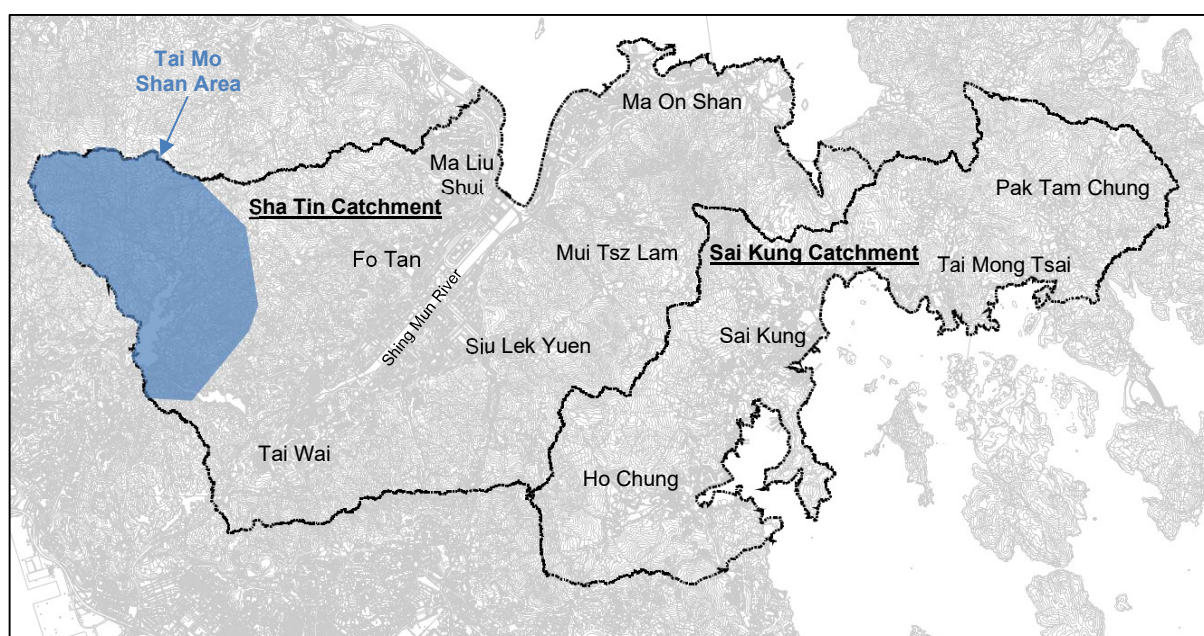 Tai Mo
Shan Area
Ma On Shan
Ma Liu
Shui
Pak Tam Chung
Sha Tin Catchment
Fo Tan
Mui Tsz Lam
Sai Kung Catchment
Tai Mong Tsai
Shing Mun River
Sai Kung
Siu Lek Yuen
Tai Wai
Ho Chung